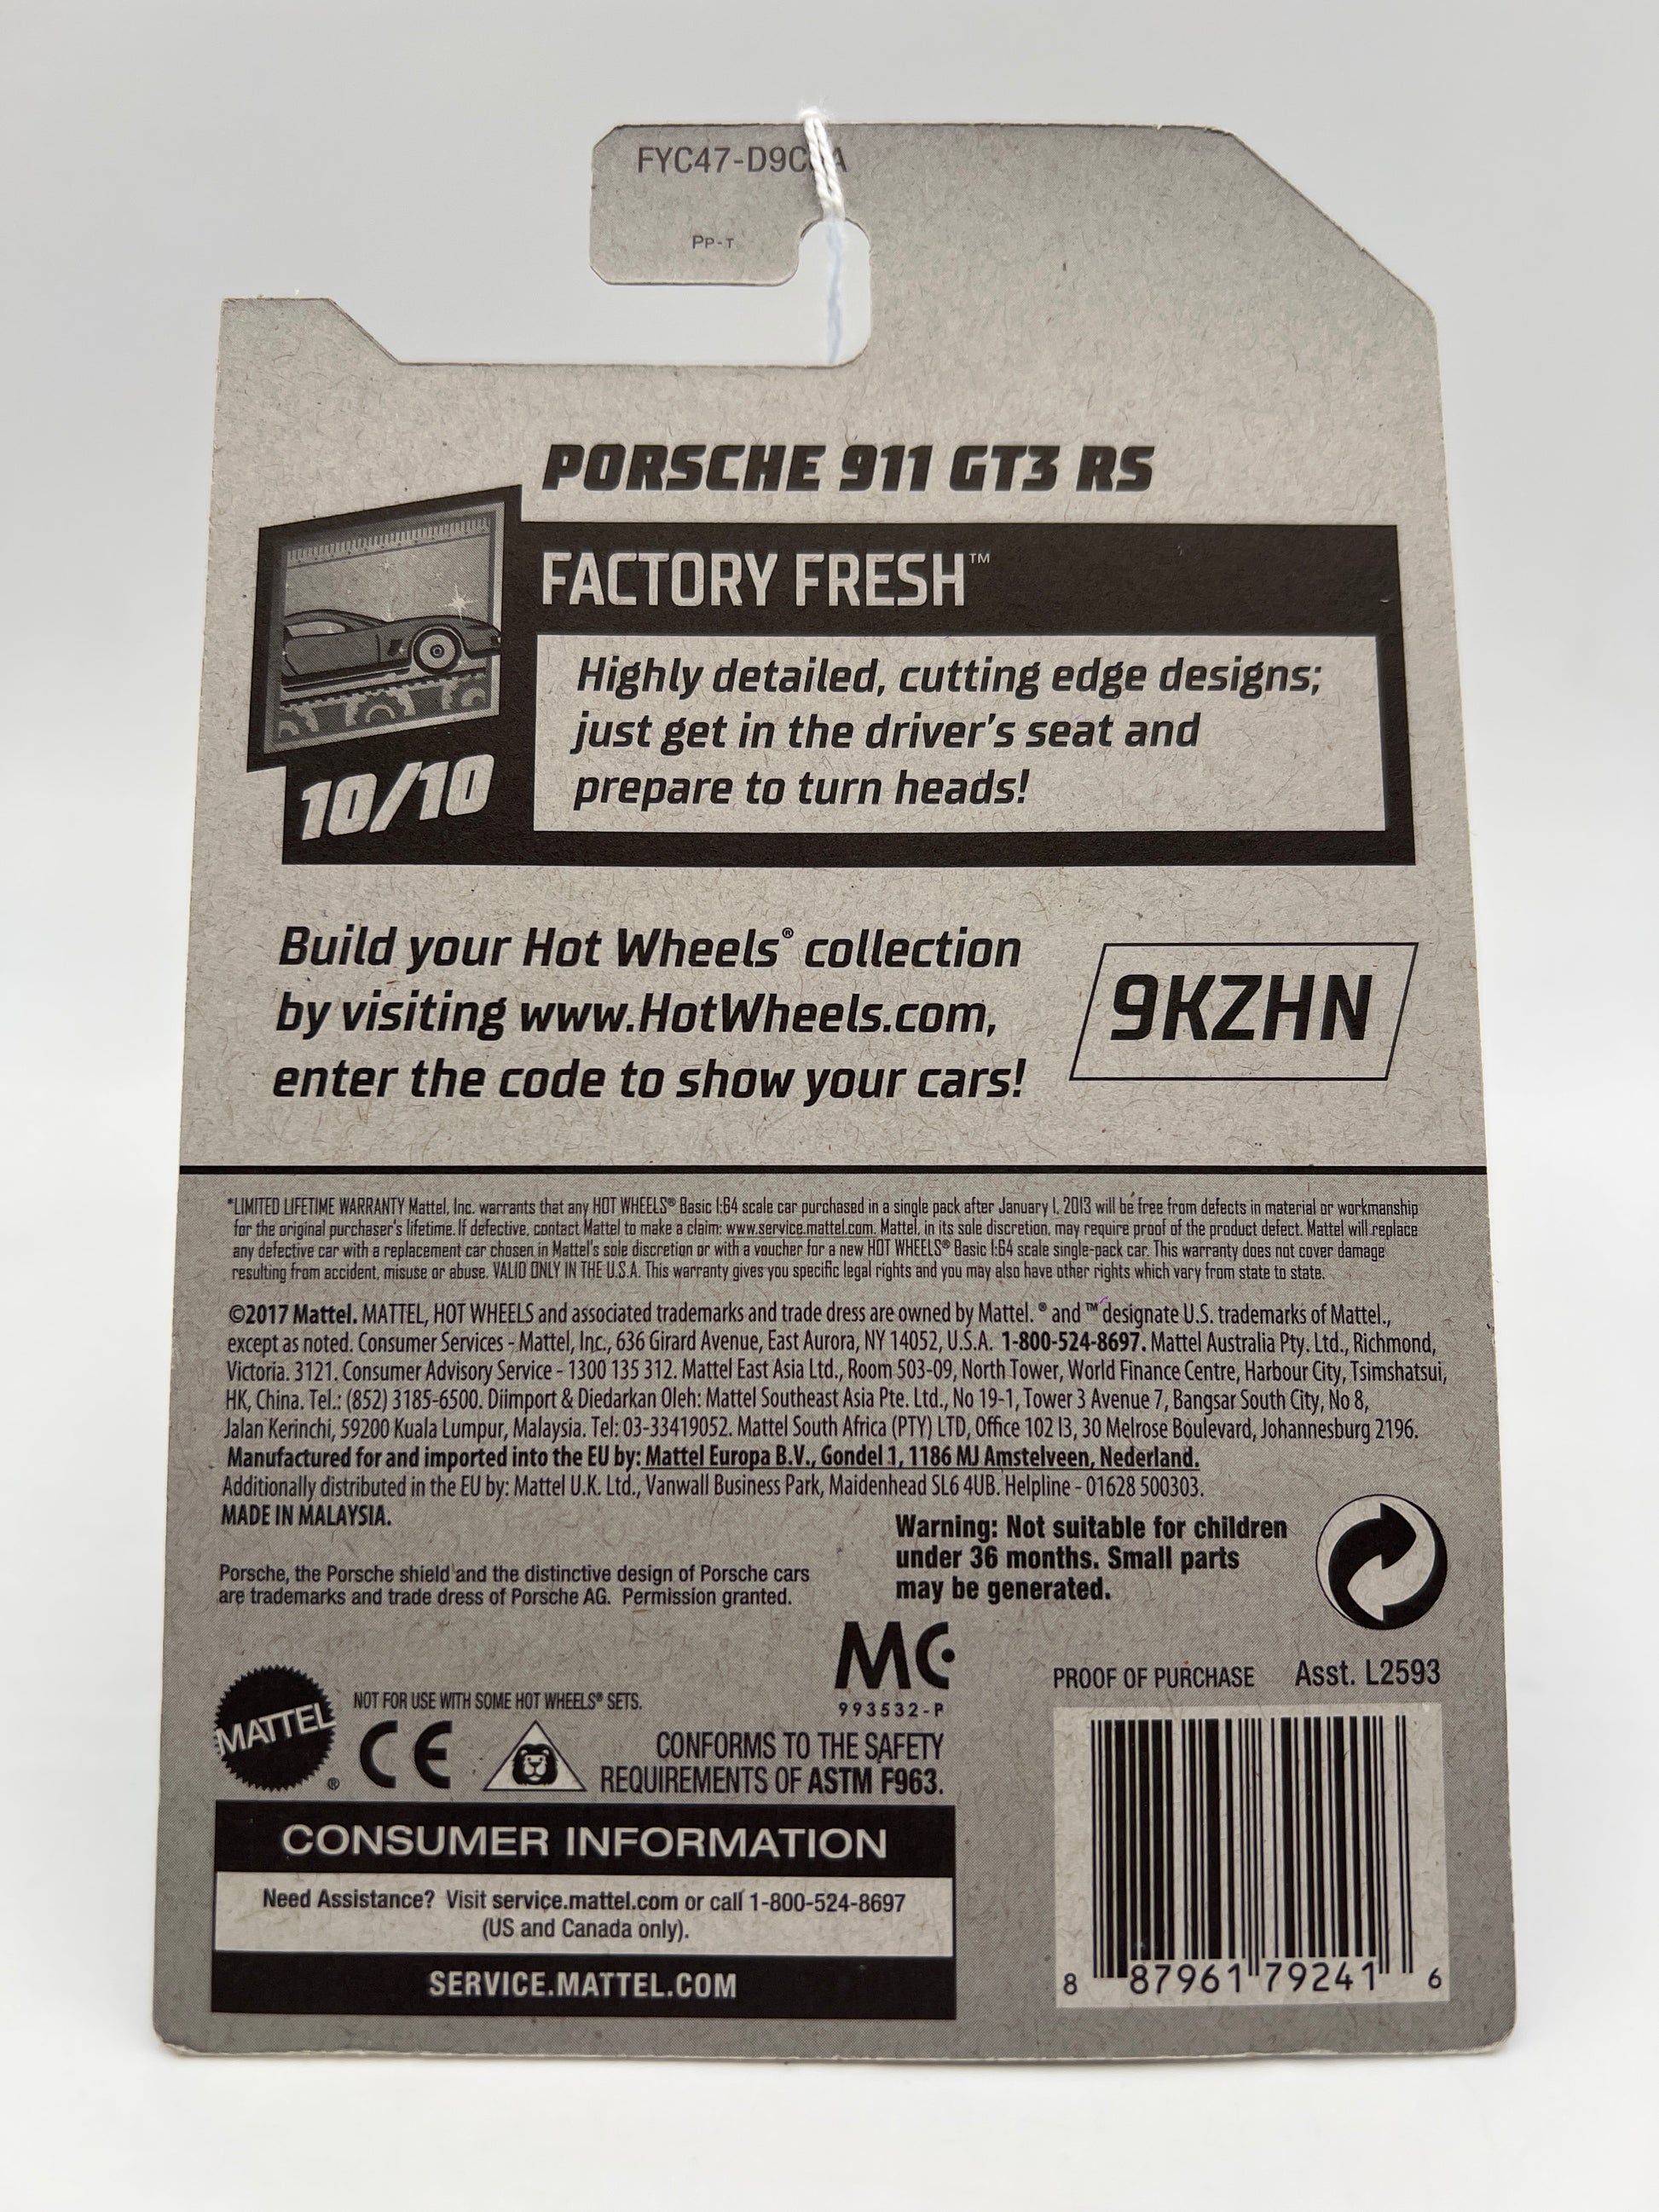 FYC47-D9C A
PP-T
PORSCHE 911 GT3 RS
FACTORY FRESH™
Highly detailed, cutting edge designs;
just get in the driver's seat and
prepare to turn heads!
10/10
Build your Hot Wheels® collection
by visiting www.HotWheels.com,
enter the code to show your cars!
9KZHN
*LIMITED LIFETIME WARRANTY Mattel, Inc. warrants that any HOT WHEELS® Basic 1:64 scale car purchased in a single pack after January 1, 2013 will be free from defects in material or workmanship
for the original purchaser's lifetime. If defective, contact Mattel to make a claim: www.service.mattel.com. Mattel, in its sole discretion, may require proof of the product defect. Mattel will replace
any defective car with a replacement car chosen in Mattel's sole discretion or with a voucher for a new HOT WHEELS® Basic 1:64 scale single-pack car. This warranty does not cover damage
resulting from accident, misuse or abuse. VALID ONLY IN THE U.S.A. This warranty gives you specific legal rights and you may also have other rights which vary from state to state.
©2017 Mattel. MATTEL, HOT WHEELS and associated trademarks and trade dress are owned by Mattel. ® and ™ designate U.S. trademarks of Mattel.,
except as noted. Consumer Services - Mattel, Inc., 636 Girard Avenue, East Aurora, NY 14052, U.S.A. 1-800-524-8697. Mattel Australia Pty. Ltd., Richmond,
Victoria. 3121. Consumer Advisory Service - 1300 135 312. Mattel East Asia Ltd., Room 503-09, North Tower, World Finance Centre, Harbour City, Tsimshatsui,
HK, China. Tel.: (852) 3185-6500. Diimport & Diedarkan Oleh: Mattel Southeast Asia Pte. Ltd., No 19-1, Tower 3 Avenue 7, Bangsar South City, No 8,
Jalan Kerinchi, 59200 Kuala Lumpur, Malaysia. Tel: 03-33419052. Mattel South Africa (PTY) LTD, Office 102 I3, 30 Melrose Boulevard, Johannesburg 2196.
Manufactured for and imported into the EU by: Mattel Europa B.V., Gondel 1, 1186 MJ Amstelveen, Nederland.
Additionally distributed in the EU by: Mattel U.K. Ltd., Vanwall Business Park, Maidenhead SL6 4UB. Helpline - 01628 500303.
MADE IN MALAYSIA.
Warning: Not suitable for children
under 36 months. Small parts
may be generated.
Porsche, the Porsche shield and the distinctive design of Porsche cars
are trademarks and trade dress of Porsche AG. Permission granted.
MC
993532-P
PROOF OF PURCHASE Asst. L2593
MATTEL®
NOT FOR USE WITH SOME HOT WHEELS® SETS.
CE
CONFORMS TO THE SAFETY
REQUIREMENTS OF ASTM F963.
CONSUMER INFORMATION
Need Assistance? Visit service.mattel.com or call 1-800-524-8697
(US and Canada only).
SERVICE.MATTEL.COM
8 87961 79241 6